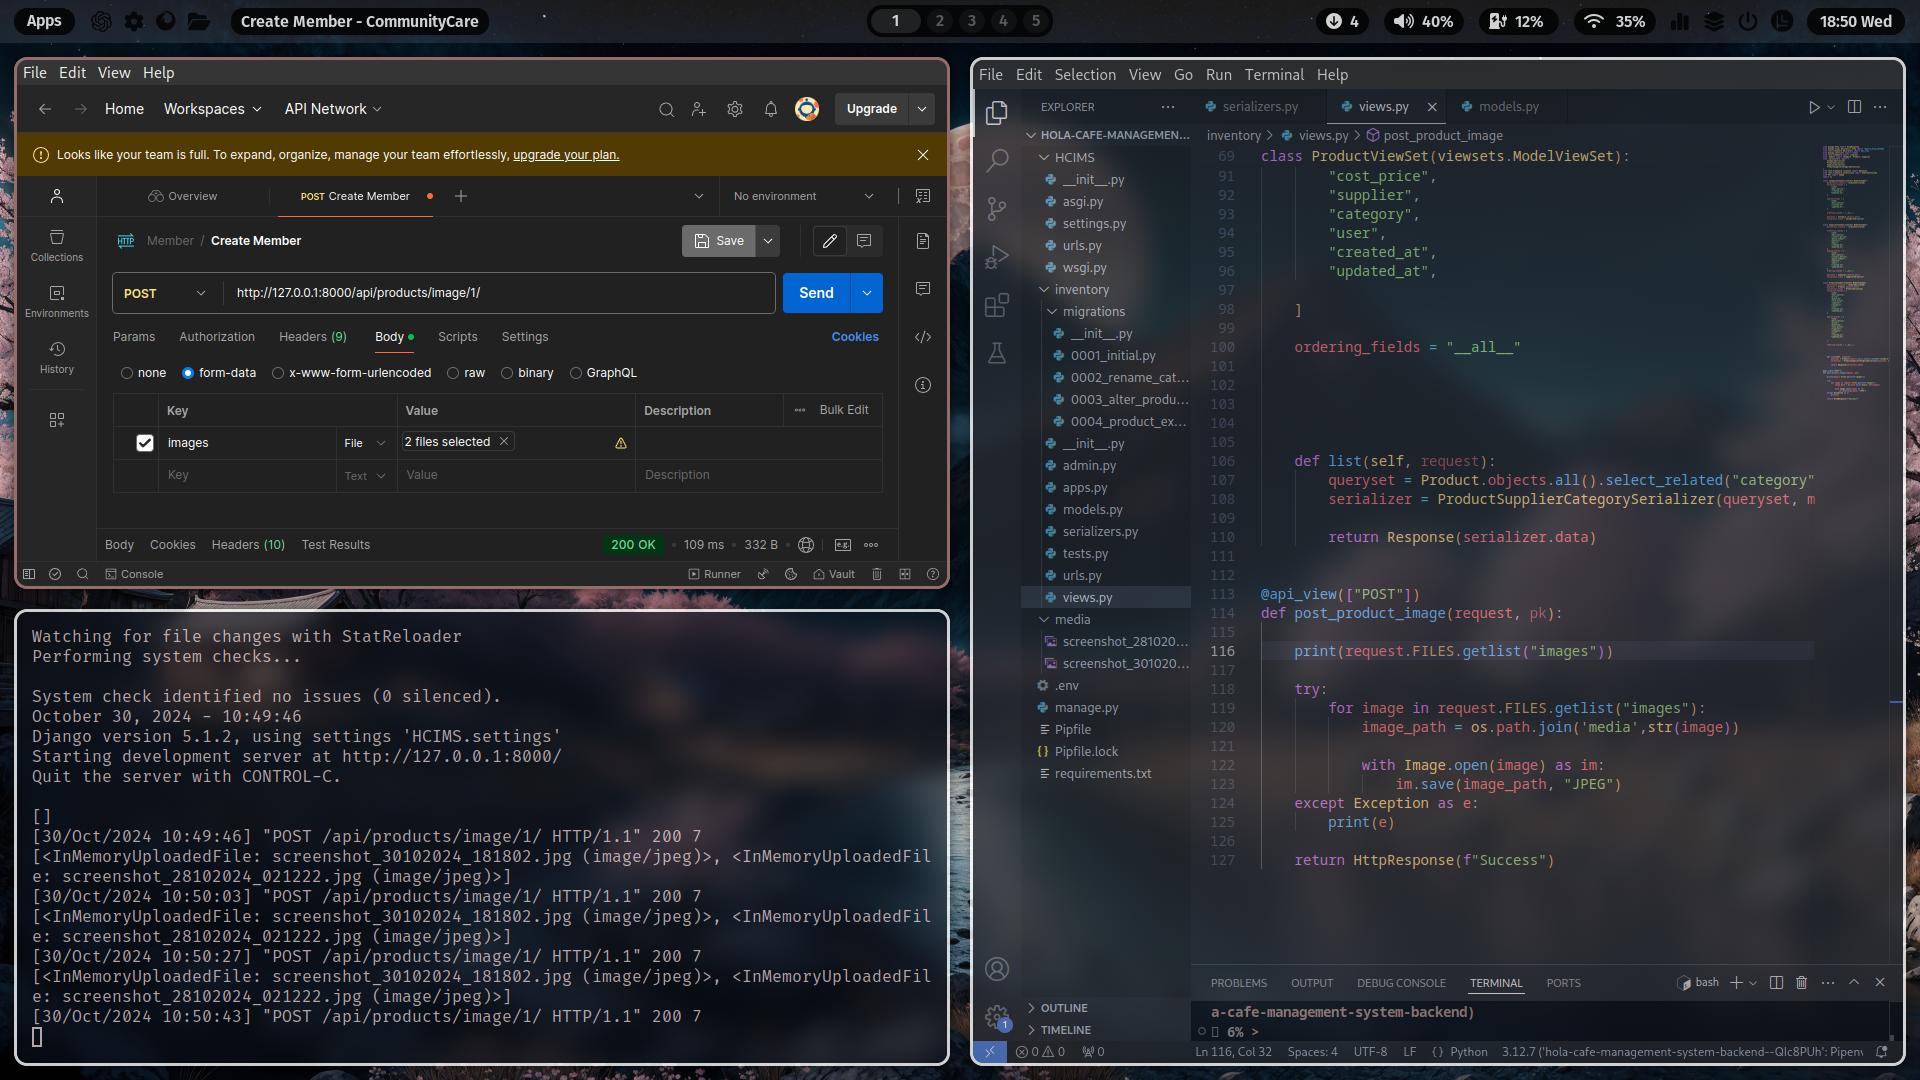 Apps
Create Member - CommunityCare
1 2 3 4 5
4
40%
12%
35%
18:50 Wed
File Edit View Help
Home Workspaces API Network
Upgrade
Looks like your team is full. To expand, organize, manage your team effortlessly, upgrade your plan.
Overview
POST Create Member
No environment
Collections
Environments
History
HTTP Member / Create Member
Save
POST http://127.0.0.1:8000/api/products/image/1/
Send
Params Authorization Headers (9) Body Scripts Settings Cookies
none form-data x-www-form-urlencoded raw binary GraphQL
Key Value Description Bulk Edit
images File 2 files selected
Key Text Value Description
Body Cookies Headers (10) Test Results 200 OK 109 ms 332 B e.g.
Console Runner Vault
Watching for file changes with StatReloader
Performing system checks...
System check identified no issues (0 silenced).
October 30, 2024 - 10:49:46
Django version 5.1.2, using settings 'HCIMS.settings'
Starting development server at http://127.0.0.1:8000/
Quit the server with CONTROL-C.
[]
[30/Oct/2024 10:49:46] "POST /api/products/image/1/ HTTP/1.1" 200 7
[<InMemoryUploadedFile: screenshot_30102024_181802.jpg (image/jpeg)>, <InMemoryUploadedFil
e: screenshot_28102024_021222.jpg (image/jpeg)>]
[30/Oct/2024 10:50:03] "POST /api/products/image/1/ HTTP/1.1" 200 7
[<InMemoryUploadedFile: screenshot_30102024_181802.jpg (image/jpeg)>, <InMemoryUploadedFil
e: screenshot_28102024_021222.jpg (image/jpeg)>]
[30/Oct/2024 10:50:27] "POST /api/products/image/1/ HTTP/1.1" 200 7
[<InMemoryUploadedFile: screenshot_30102024_181802.jpg (image/jpeg)>, <InMemoryUploadedFil
e: screenshot_28102024_021222.jpg (image/jpeg)>]
[30/Oct/2024 10:50:43] "POST /api/products/image/1/ HTTP/1.1" 200 7
File Edit Selection View Go Run Terminal Help
EXPLORER
HOLA-CAFE-MANAGEMEN...
HCIMS
__init__.py
asgi.py
settings.py
urls.py
wsgi.py
inventory
migrations
__init__.py
0001_initial.py
0002_rename_cat...
0003_alter_produ...
0004_product_ex...
__init__.py
admin.py
apps.py
models.py
serializers.py
tests.py
urls.py
views.py
media
screenshot_281020...
screenshot_301020...
.env
manage.py
Pipfile
Pipfile.lock
requirements.txt
OUTLINE
TIMELINE
1
serializers.py views.py models.py
inventory > views.py > post_product_image
69 class ProductViewSet(viewsets.ModelViewSet):
91 "cost_price",
92 "supplier",
93 "category",
94 "user",
95 "created_at",
96 "updated_at",
97
98 ]
99
100 ordering_fields = "__all__"
101
102
103
104
105
106 def list(self, request):
107 queryset = Product.objects.all().select_related("category"
108 serializer = ProductSupplierCategorySerializer(queryset, m
109
110 return Response(serializer.data)
111
112
113 @api_view(["POST"])
114 def post_product_image(request, pk):
115
116 print(request.FILES.getlist("images"))
117
118 try:
119 for image in request.FILES.getlist("images"):
120 image_path = os.path.join('media',str(image))
121
122 with Image.open(image) as im:
123 im.save(image_path, "JPEG")
124 except Exception as e:
125 print(e)
126
127 return HttpResponse(f"Success")
PROBLEMS OUTPUT DEBUG CONSOLE TERMINAL PORTS bash
a-cafe-management-system-backend)
6% >
0 0 0 Ln 116, Col 32 Spaces: 4 UTF-8 LF Python 3.12.7 ('hola-cafe-management-system-backend--QIc8PUh': Pipenv